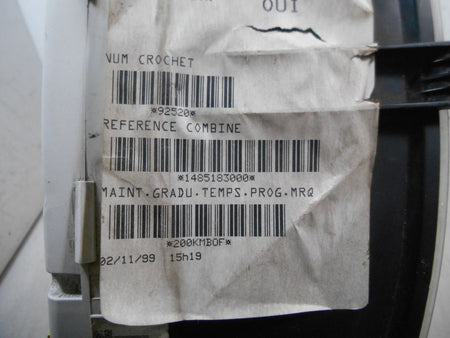 OUI
NUM CROCHET
*92520*
REFERENCE COMBINE
*1485183000*
MAINT.GRADU.TEMPS.PROG.MRQ
*200KMBOF*
02/11/99 15h19